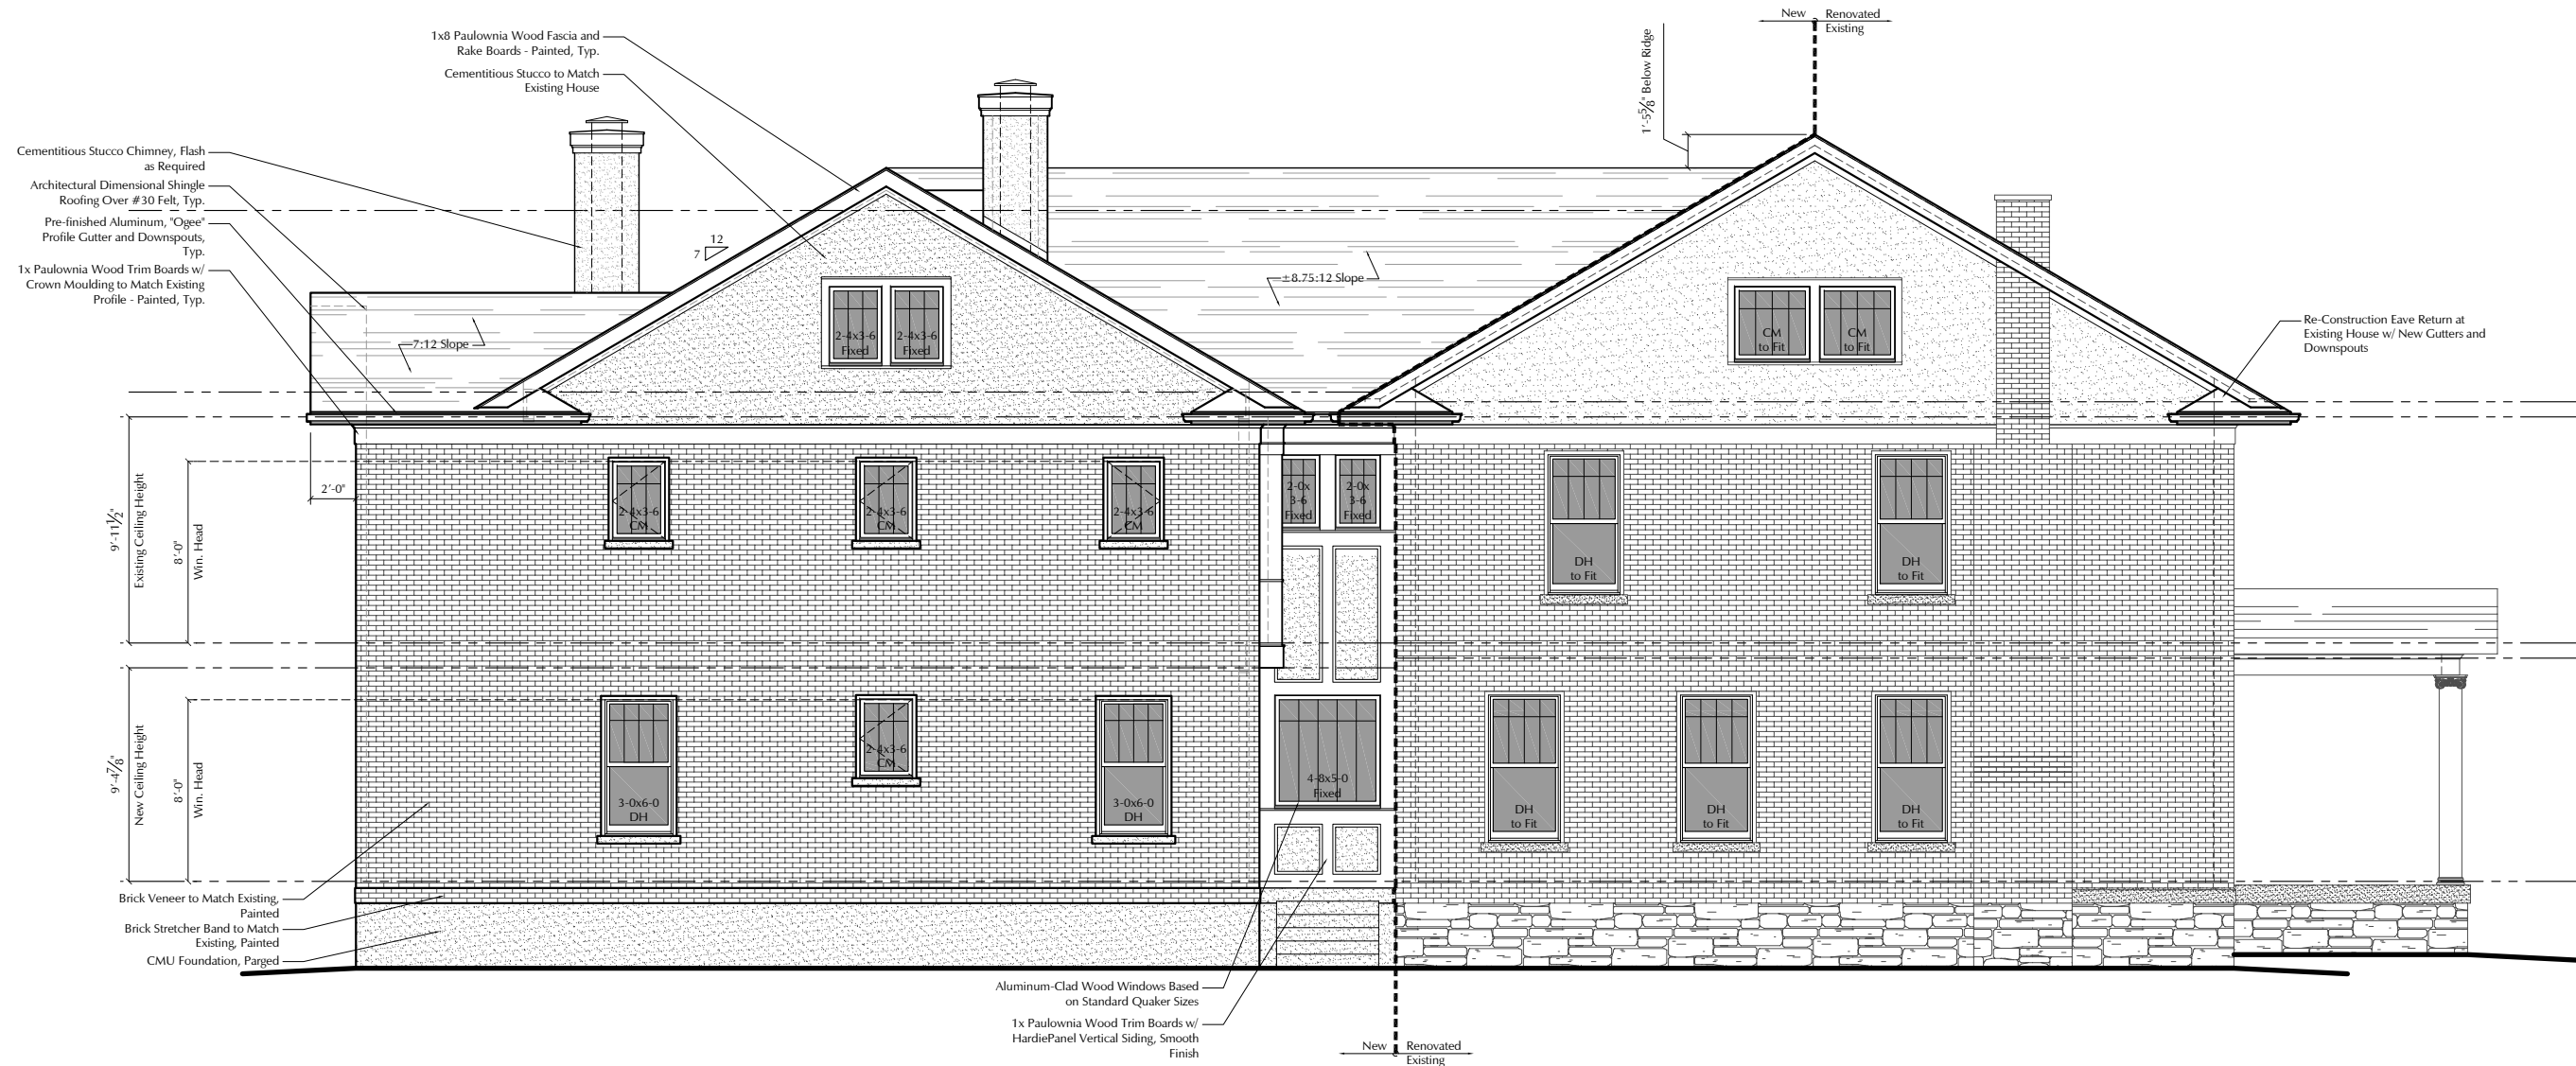 New
Renovated
Existing
1x8 Paulownia Wood Fascia and
Rake Boards - Painted, Typ.
Cementitious Stucco to Match
Existing House
1'-5⅝" Below Ridge
Cementitious Stucco Chimney, Flash
as Required
Architectural Dimensional Shingle
Roofing Over #30 Felt, Typ.
Pre-finished Aluminum, "Ogee"
Profile Gutter and Downspouts,
Typ.
1x Paulownia Wood Trim Boards w/
Crown Moulding to Match Existing
Profile - Painted, Typ.
12
7
±8.75:12 Slope
7:12 Slope
2-4x3-6
Fixed
2-4x3-6
Fixed
CM
to Fit
CM
to Fit
Re-Construction Eave Return at
Existing House w/ New Gutters and
Downspouts
9'-1½"
Existing Ceiling Height
8'-0"
Win. Head
2'-0"
2-4x3-6
CM
2-4x3-6
CM
2-4x3-6
CM
2-0x
3-6
Fixed
2-0x
3-6
Fixed
DH
to Fit
DH
to Fit
9'-4⅞"
New Ceiling Height
8'-0"
Win. Head
3-0x6-0
DH
2-4x3-6
CM
3-0x6-0
DH
4-8x5-0
Fixed
DH
to Fit
DH
to Fit
DH
to Fit
Brick Veneer to Match Existing,
Painted
Brick Stretcher Band to Match
Existing, Painted
CMU Foundation, Parged
Aluminum-Clad Wood Windows Based
on Standard Quaker Sizes
1x Paulownia Wood Trim Boards w/
HardiePanel Vertical Siding, Smooth
Finish
New
Renovated
Existing